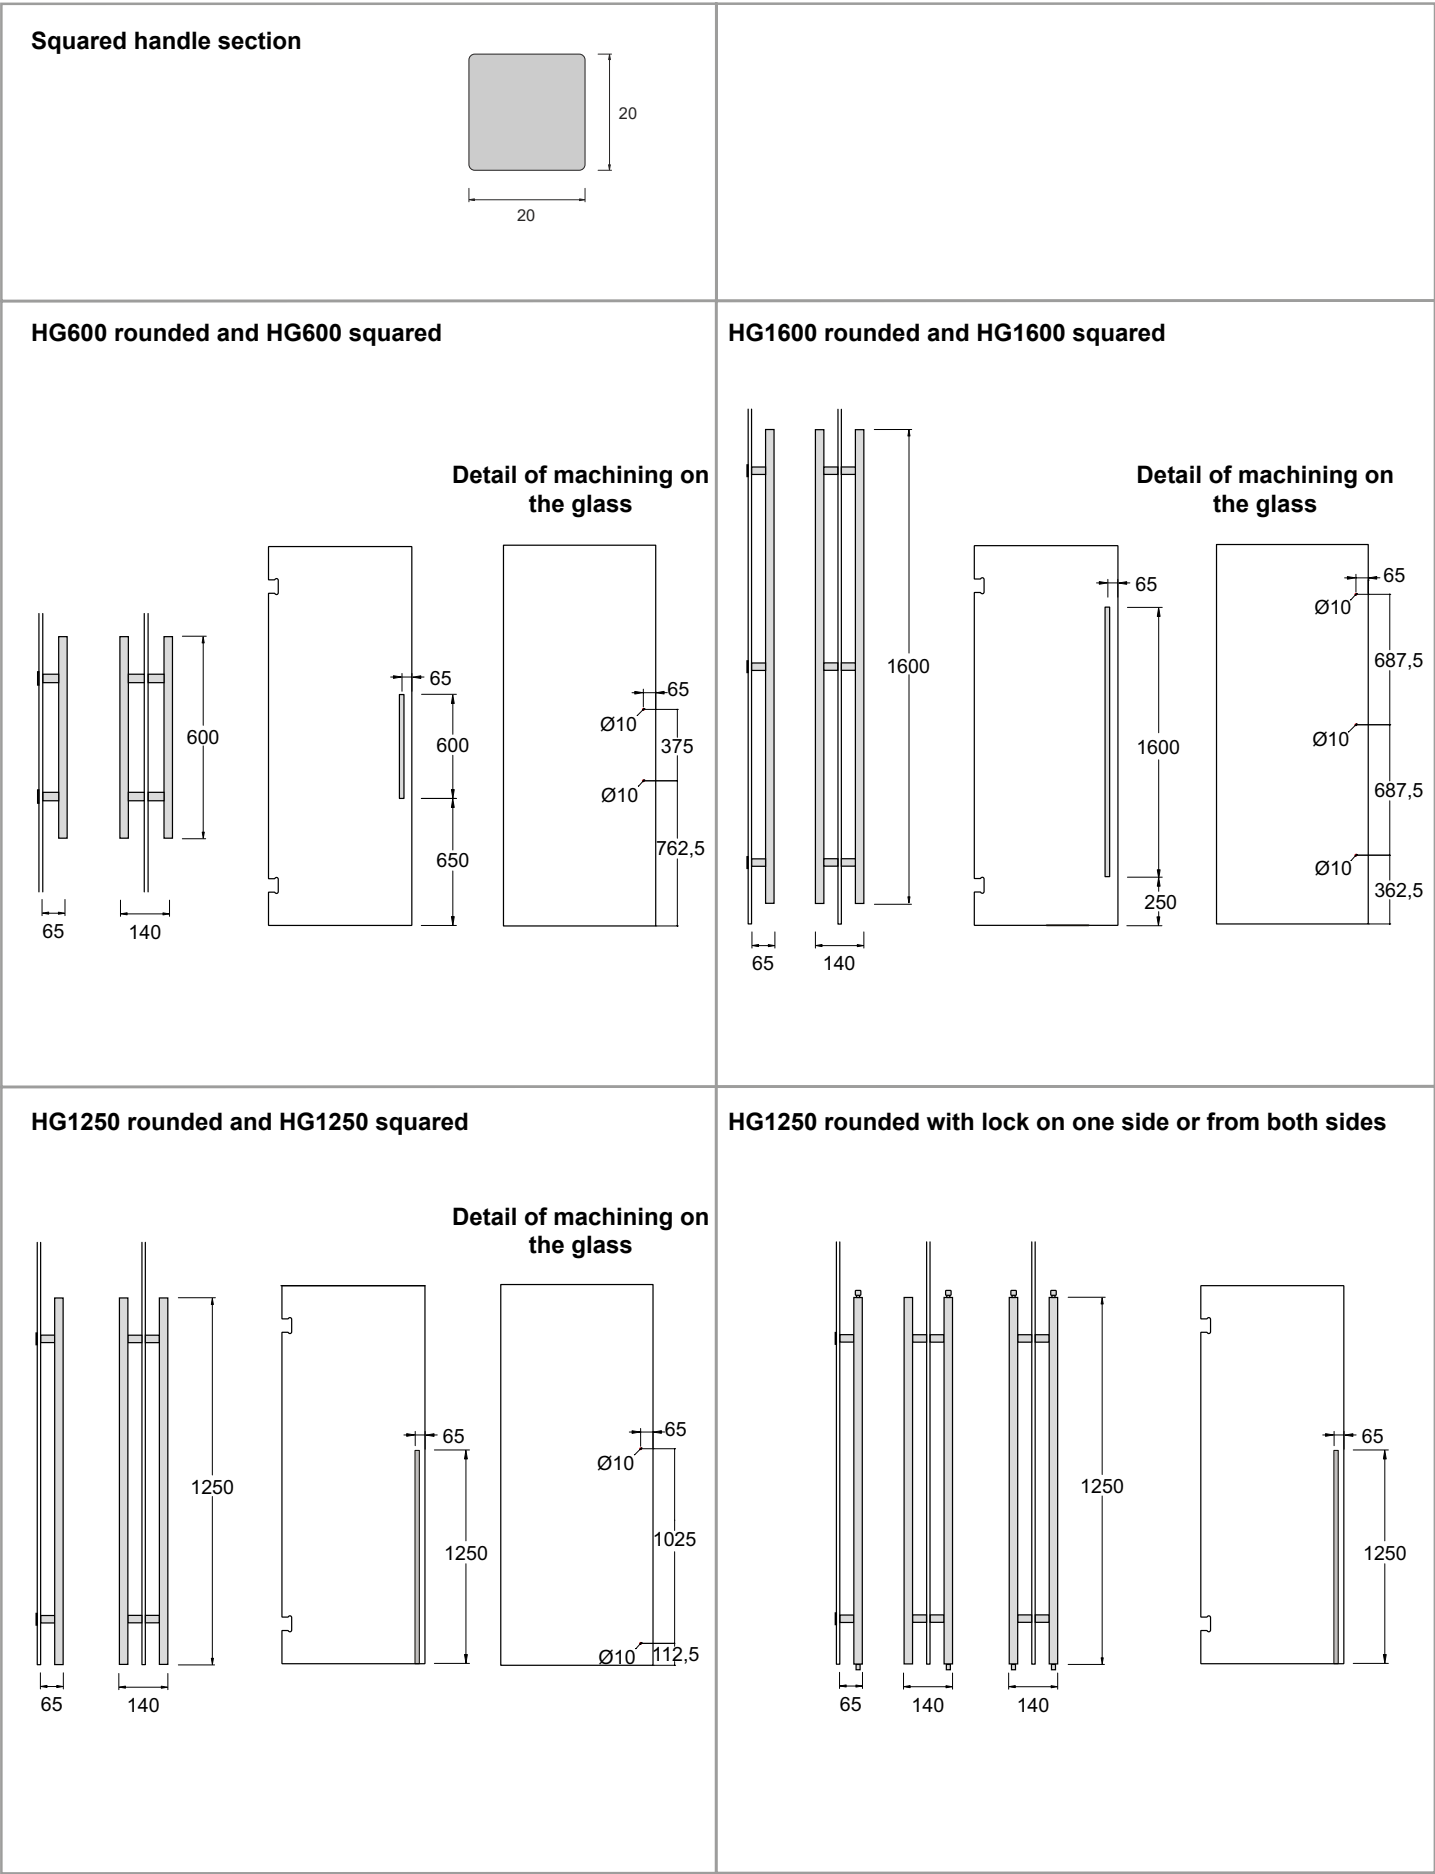 Squared handle section
20
20
HG600 rounded and HG600 squared
Detail of machining on
the glass
65
65
Ø10
600
600
375
Ø10
650
762,5
65
140
HG1600 rounded and HG1600 squared
Detail of machining on
the glass
65
65
Ø10
1600
687,5
1600
Ø10
687,5
Ø10
250
362,5
65
140
HG1250 rounded and HG1250 squared
Detail of machining on
the glass
65
65
Ø10
1250
1250
1025
Ø10
112,5
65
140
HG1250 rounded with lock on one side or from both sides
65
1250
1250
65
140
140